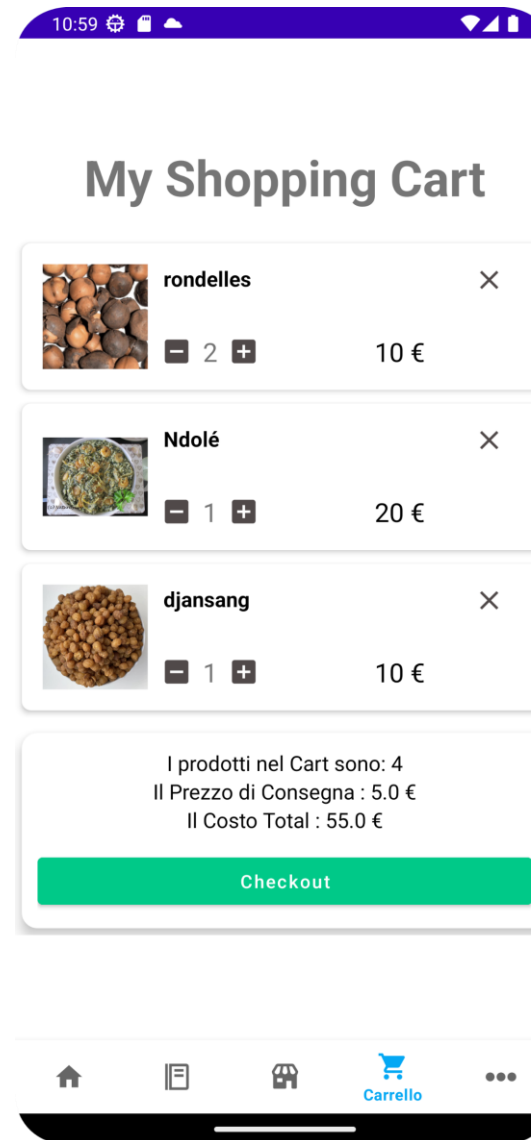 10:59
My Shopping Cart
rondelles
2
10 €
Ndolé
1
20 €
djansang
1
10 €
I prodotti nel Cart sono: 4
Il Prezzo di Consegna : 5.0 €
Il Costo Total : 55.0 €
Checkout
Carrello